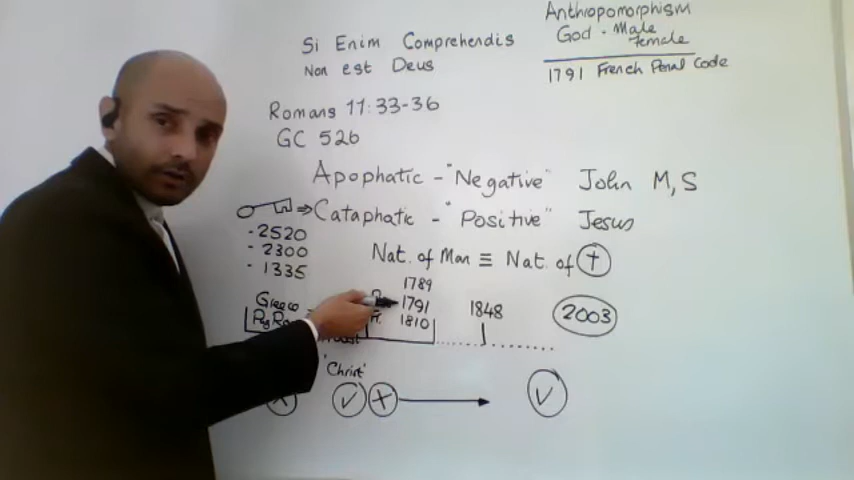 Anthropomorphism
God - Male
Female
1791 French Penal Code
Si Enim Comprehendis
Non est Deus
Romans 11:33-36
GC 526
Apophatic - "Negative" John M, S
⇒ Cataphatic - "Positive" Jesus
- 2520
- 2300
- 1335
Nat. of Man ≡ Nat. of †
1789
1791
1810
Greeco
1848
2003
'Christ'